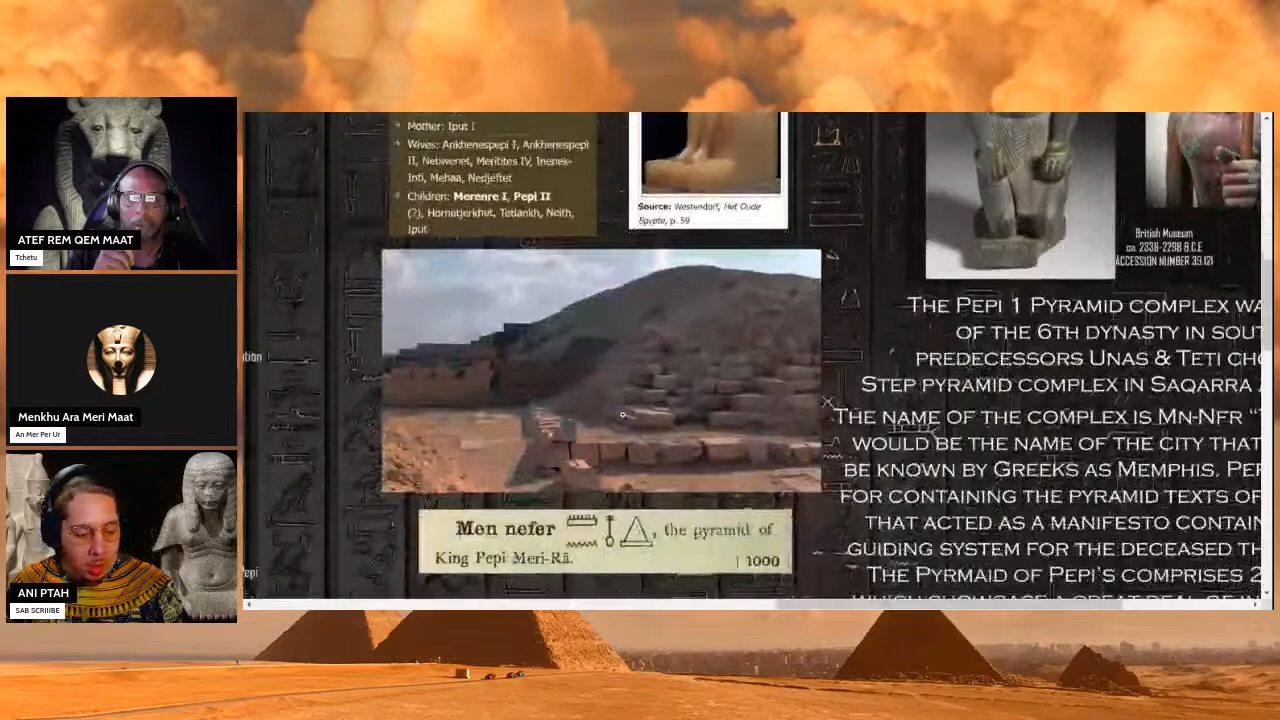 ATEF REM QEM MAAT
Tchetu
Menkhu Ara Meri Maat
An Mer Per Ur
ANI PTAH
SAB SCRIIIBE
Mother: Iput I
Wives: Ankhenespepi I, Ankhenespepi
II, Nebwenet, Meritites IV, Inenek-
Inti, Mehaa, Nedjeftet
Children: Merenre I, Pepi II
(?), Hornetjerkhet, Tetiankh, Neith,
Iput
Source: Westendorf, Het Oude
Egypte, p. 59
British Museum
ca. 2338-2298 B.C.E
ACCESSION NUMBER 39.121
Men nefer , the pyramid of
King Pepi Meri-Rā. | 1000
THE PEPI 1 PYRAMID COMPLEX WA
OF THE 6TH DYNASTY IN SOUT
PREDECESSORS UNAS & TETI CHO
STEP PYRAMID COMPLEX IN SAQARRA
THE NAME OF THE COMPLEX IS MN-NFR "T
WOULD BE THE NAME OF THE CITY THAT
BE KNOWN BY GREEKS AS MEMPHIS. PEP
FOR CONTAINING THE PYRAMID TEXTS OF
THAT ACTED AS A MANIFESTO CONTAIN
GUIDING SYSTEM FOR THE DECEASED TH
THE PYRMAID OF PEPI'S COMPRISES 2